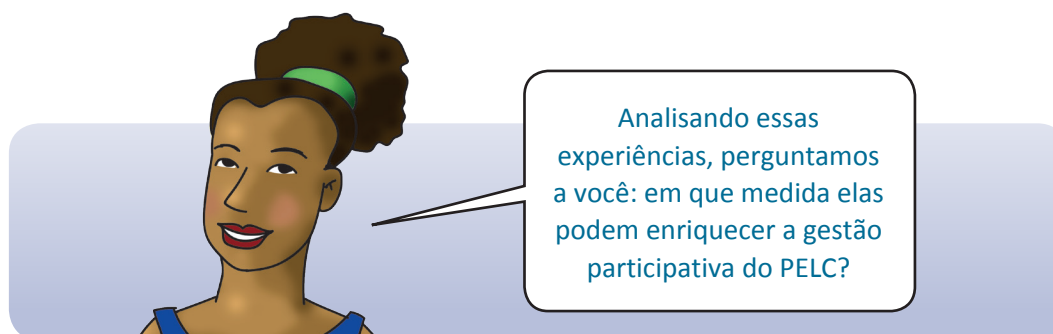 Analisando essas
experiências, perguntamos
a você: em que medida elas
podem enriquecer a gestão
participativa do PELC?